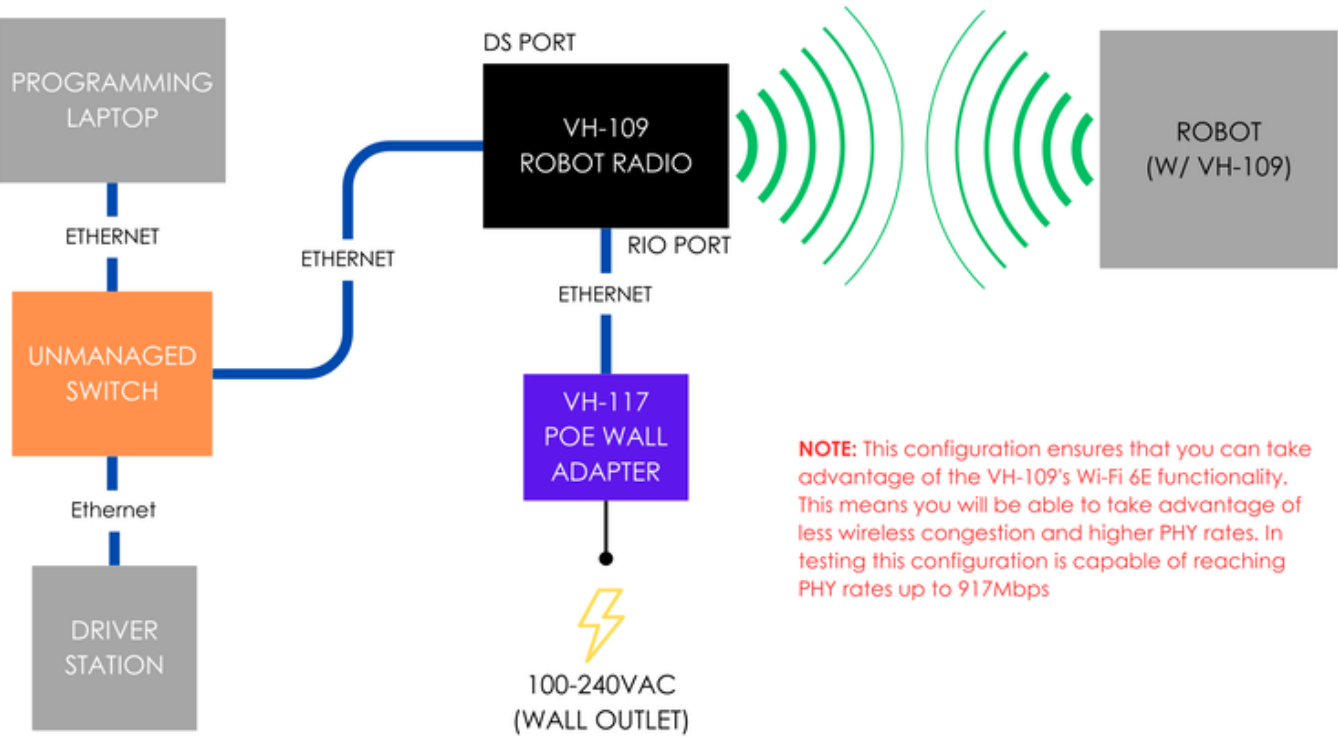 PROGRAMMING
LAPTOP
ETHERNET
UNMANAGED
SWITCH
Ethernet
DRIVER
STATION
ETHERNET
DS PORT
VH-109
ROBOT RADIO
RIO PORT
ETHERNET
VH-117
POE WALL
ADAPTER
100-240VAC
(WALL OUTLET)
ROBOT
(W/ VH-109)
NOTE: This configuration ensures that you can take
advantage of the VH-109's Wi-Fi 6E functionality.
This means you will be able to take advantage of
less wireless congestion and higher PHY rates. In
testing this configuration is capable of reaching
PHY rates up to 917Mbps